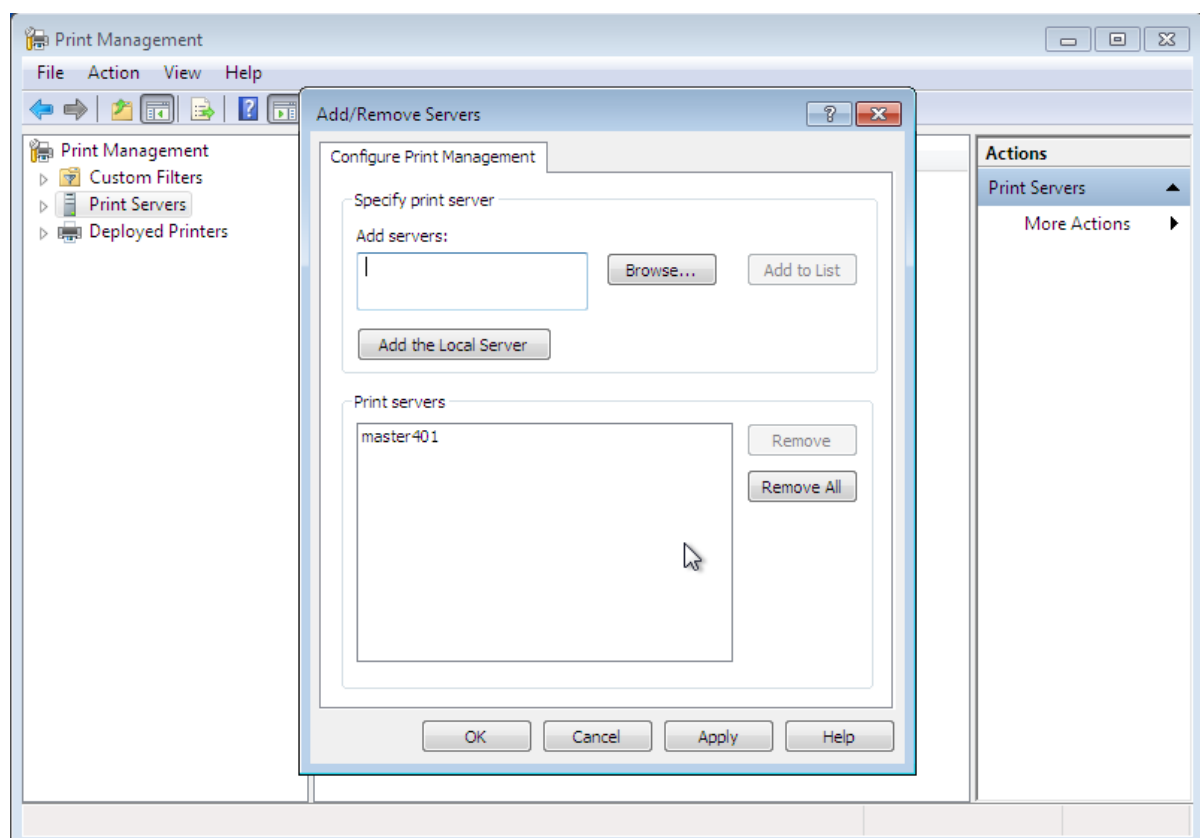 Print Management
File Action View Help
Print Management
Custom Filters
Print Servers
Deployed Printers
Add/Remove Servers
Configure Print Management
Specify print server
Add servers:
Browse...
Add to List
Add the Local Server
Print servers
master401
Remove
Remove All
OK Cancel Apply Help
Actions
Print Servers
More Actions